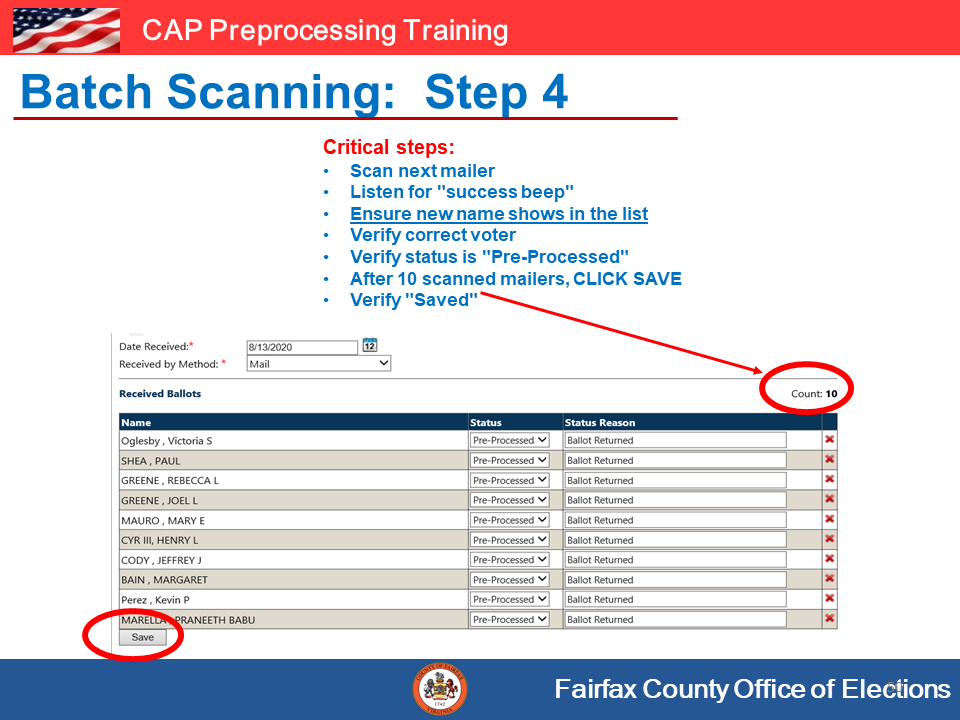 CAP Preprocessing Training
Batch Scanning: Step 4
Critical steps:
• Scan next mailer
• Listen for "success beep"
• Ensure new name shows in the list
• Verify correct voter
• Verify status is "Pre-Processed"
• After 10 scanned mailers, CLICK SAVE
• Verify "Saved"
Date Received:* 8/13/2020 12
Received by Method: * Mail
Received Ballots Count: 10
Name Status Status Reason
Oglesby , Victoria S Pre-Processed Ballot Returned
SHEA , PAUL Pre-Processed Ballot Returned
GREENE , REBECCA L Pre-Processed Ballot Returned
GREENE , JOEL L Pre-Processed Ballot Returned
MAURO , MARY E Pre-Processed Ballot Returned
CYR III, HENRY L Pre-Processed Ballot Returned
CODY , JEFFREY J Pre-Processed Ballot Returned
BAIN , MARGARET Pre-Processed Ballot Returned
Perez , Kevin P Pre-Processed Ballot Returned
MARELLA , PRANEETH BABU Pre-Processed Ballot Returned
Save
COUNTY OF FAIRFAX
1742
VIRGINIA
Fairfax County Office of Elections